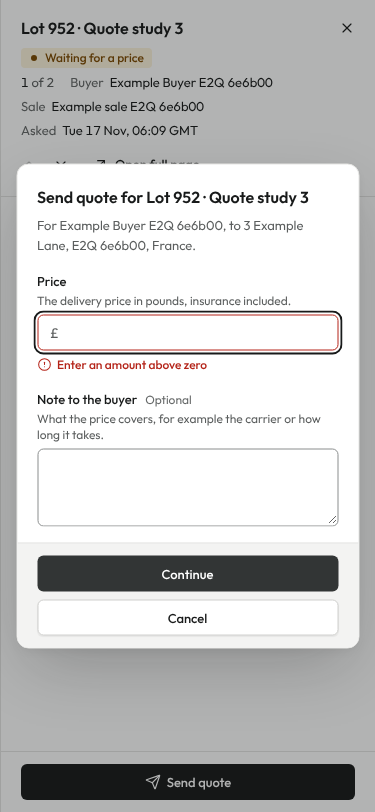 Lot 952 · Quote study 3
Waiting for a price
1 of 2 Buyer Example Buyer E2Q 6e6b00
Sale Example sale E2Q 6e6b00
Asked Tue 17 Nov, 06:09 GMT
Open full page
Send quote for Lot 952 · Quote study 3
For Example Buyer E2Q 6e6b00, to 3 Example
Lane, E2Q 6e6b00, France.
Price
The delivery price in pounds, insurance included.
£
Enter an amount above zero
Note to the buyer Optional
What the price covers, for example the carrier or how
long it takes.
Continue
Cancel
Send quote